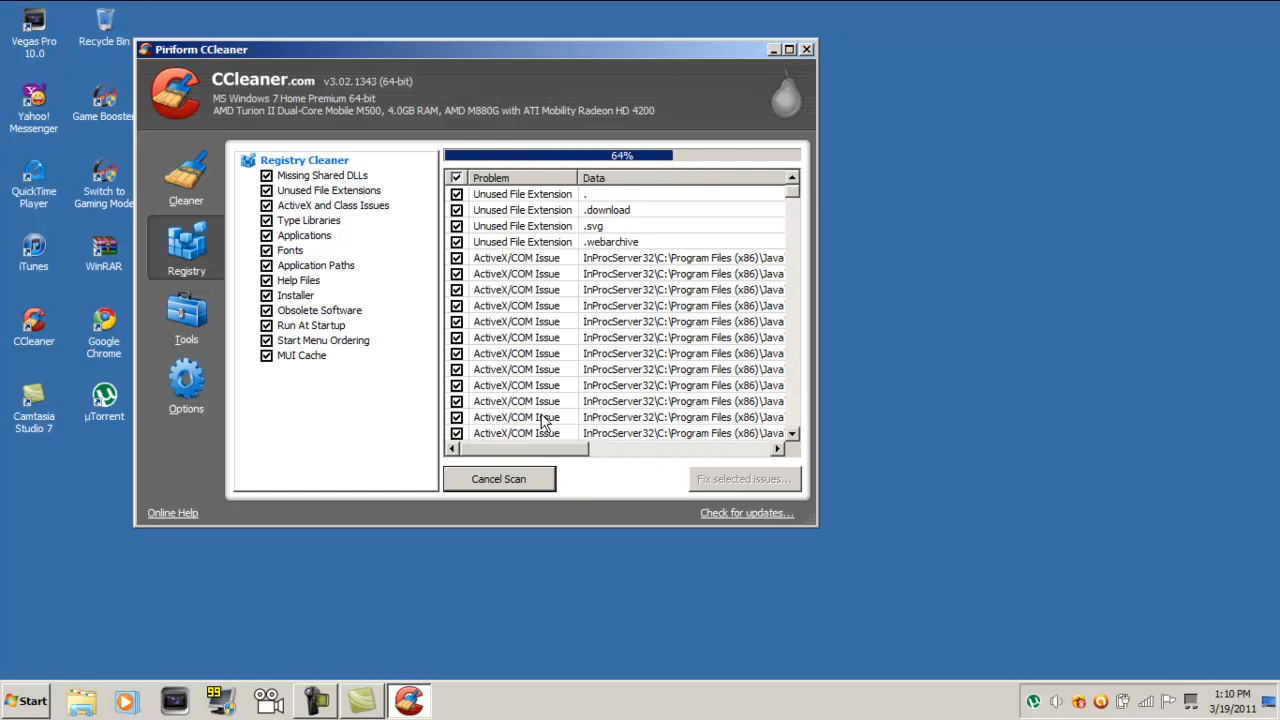 Vegas Pro
10.0
Recycle Bin
Yahoo!
Messenger
Game Booster
QuickTime
Player
Switch to
Gaming Mode
iTunes
WinRAR
CCleaner
Google
Chrome
Camtasia
Studio 7
µTorrent
Piriform CCleaner
CCleaner.com v3.02.1343 (64-bit)
MS Windows 7 Home Premium 64-bit
AMD Turion II Dual-Core Mobile M500, 4.0GB RAM, AMD M880G with ATI Mobility Radeon HD 4200
Cleaner
Registry
Tools
Options
Registry Cleaner
Missing Shared DLLs
Unused File Extensions
ActiveX and Class Issues
Type Libraries
Applications
Fonts
Application Paths
Help Files
Installer
Obsolete Software
Run At Startup
Start Menu Ordering
MUI Cache
64%
Problem Data
Unused File Extension .
Unused File Extension .download
Unused File Extension .svg
Unused File Extension .webarchive
ActiveX/COM Issue InProcServer32\C:\Program Files (x86)\Java
ActiveX/COM Issue InProcServer32\C:\Program Files (x86)\Java
ActiveX/COM Issue InProcServer32\C:\Program Files (x86)\Java
ActiveX/COM Issue InProcServer32\C:\Program Files (x86)\Java
ActiveX/COM Issue InProcServer32\C:\Program Files (x86)\Java
ActiveX/COM Issue InProcServer32\C:\Program Files (x86)\Java
ActiveX/COM Issue InProcServer32\C:\Program Files (x86)\Java
ActiveX/COM Issue InProcServer32\C:\Program Files (x86)\Java
ActiveX/COM Issue InProcServer32\C:\Program Files (x86)\Java
ActiveX/COM Issue InProcServer32\C:\Program Files (x86)\Java
ActiveX/COM Issue InProcServer32\C:\Program Files (x86)\Java
ActiveX/COM Issue InProcServer32\C:\Program Files (x86)\Java
Cancel Scan
Fix selected issues...
Online Help
Check for updates...
Start
99
1:10 PM
3/19/2011